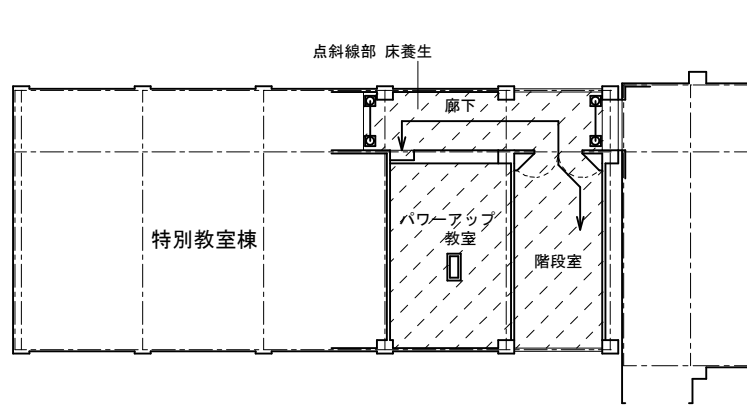 点斜線部 床養生
廊下
パワーアップ
教室
特別教室棟
階段室